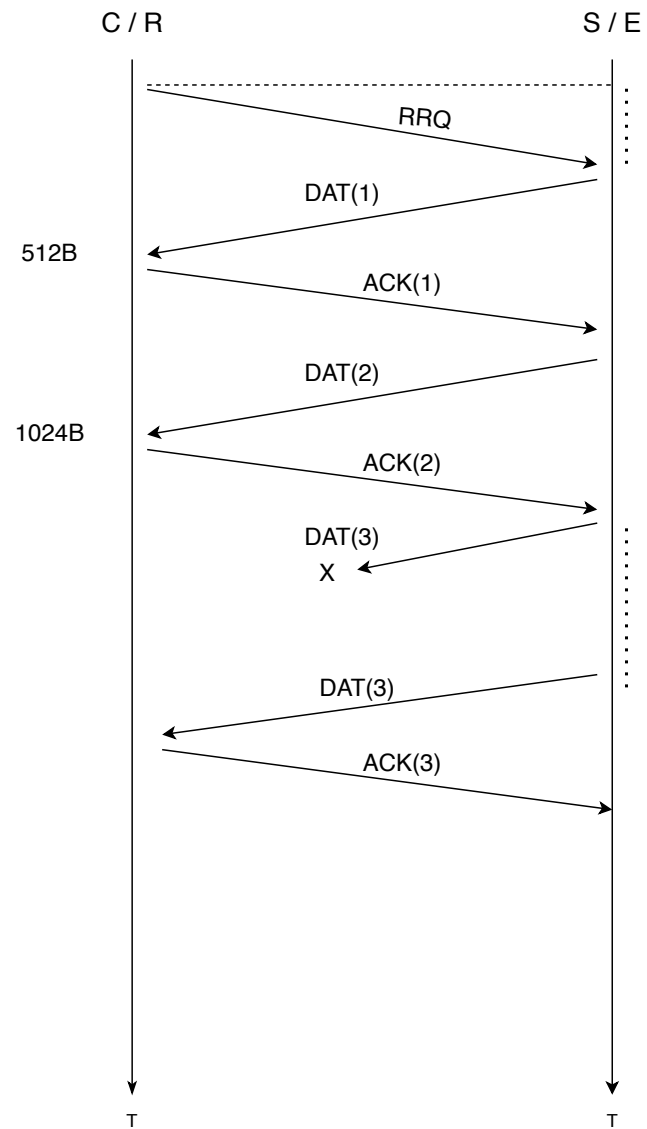 C / R
S / E
RRQ
DAT(1)
512B
ACK(1)
DAT(2)
1024B
ACK(2)
DAT(3)
X
DAT(3)
ACK(3)
T
T